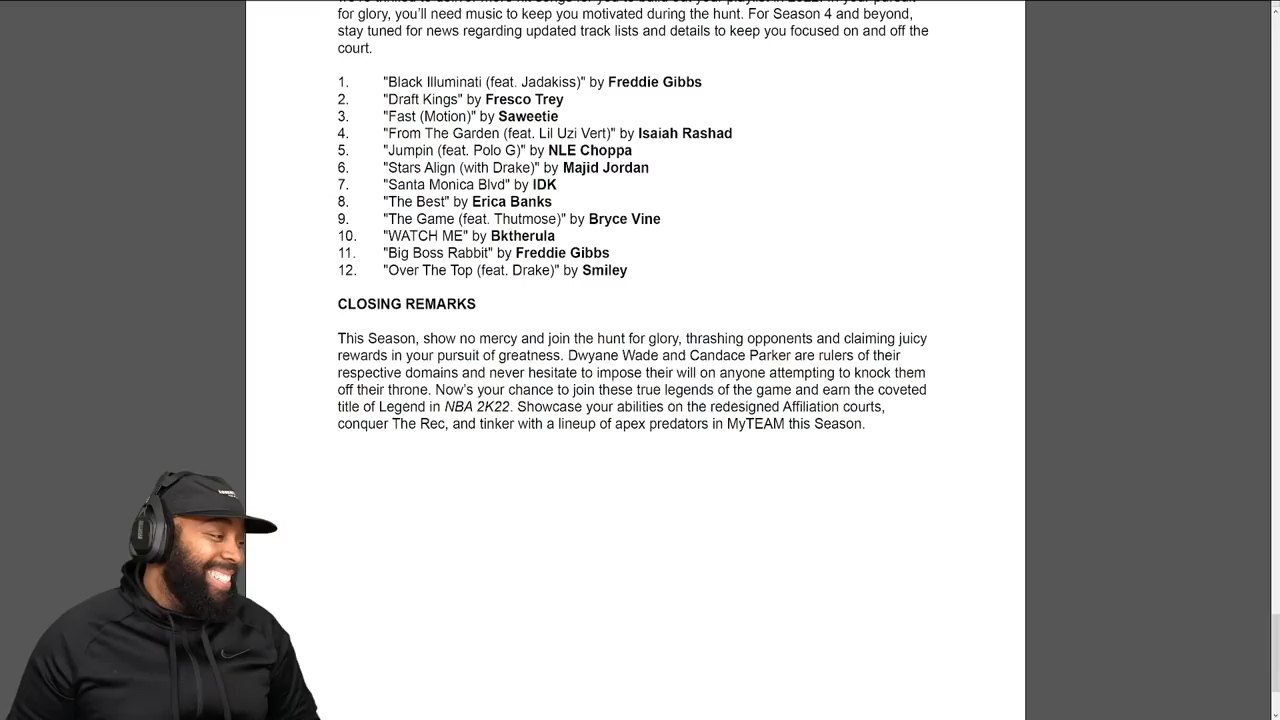 for glory, you'll need music to keep you motivated during the hunt. For Season 4 and beyond,
stay tuned for news regarding updated track lists and details to keep you focused on and off the
court.
1. "Black Illuminati (feat. Jadakiss)" by Freddie Gibbs
2. "Draft Kings" by Fresco Trey
3. "Fast (Motion)" by Saweetie
4. "From The Garden (feat. Lil Uzi Vert)" by Isaiah Rashad
5. "Jumpin (feat. Polo G)" by NLE Choppa
6. "Stars Align (with Drake)" by Majid Jordan
7. "Santa Monica Blvd" by IDK
8. "The Best" by Erica Banks
9. "The Game (feat. Thutmose)" by Bryce Vine
10. "WATCH ME" by Bktherula
11. "Big Boss Rabbit" by Freddie Gibbs
12. "Over The Top (feat. Drake)" by Smiley
CLOSING REMARKS
This Season, show no mercy and join the hunt for glory, thrashing opponents and claiming juicy
rewards in your pursuit of greatness. Dwyane Wade and Candace Parker are rulers of their
respective domains and never hesitate to impose their will on anyone attempting to knock them
off their throne. Now's your chance to join these true legends of the game and earn the coveted
title of Legend in NBA 2K22. Showcase your abilities on the redesigned Affiliation courts,
conquer The Rec, and tinker with a lineup of apex predators in MyTEAM this Season.